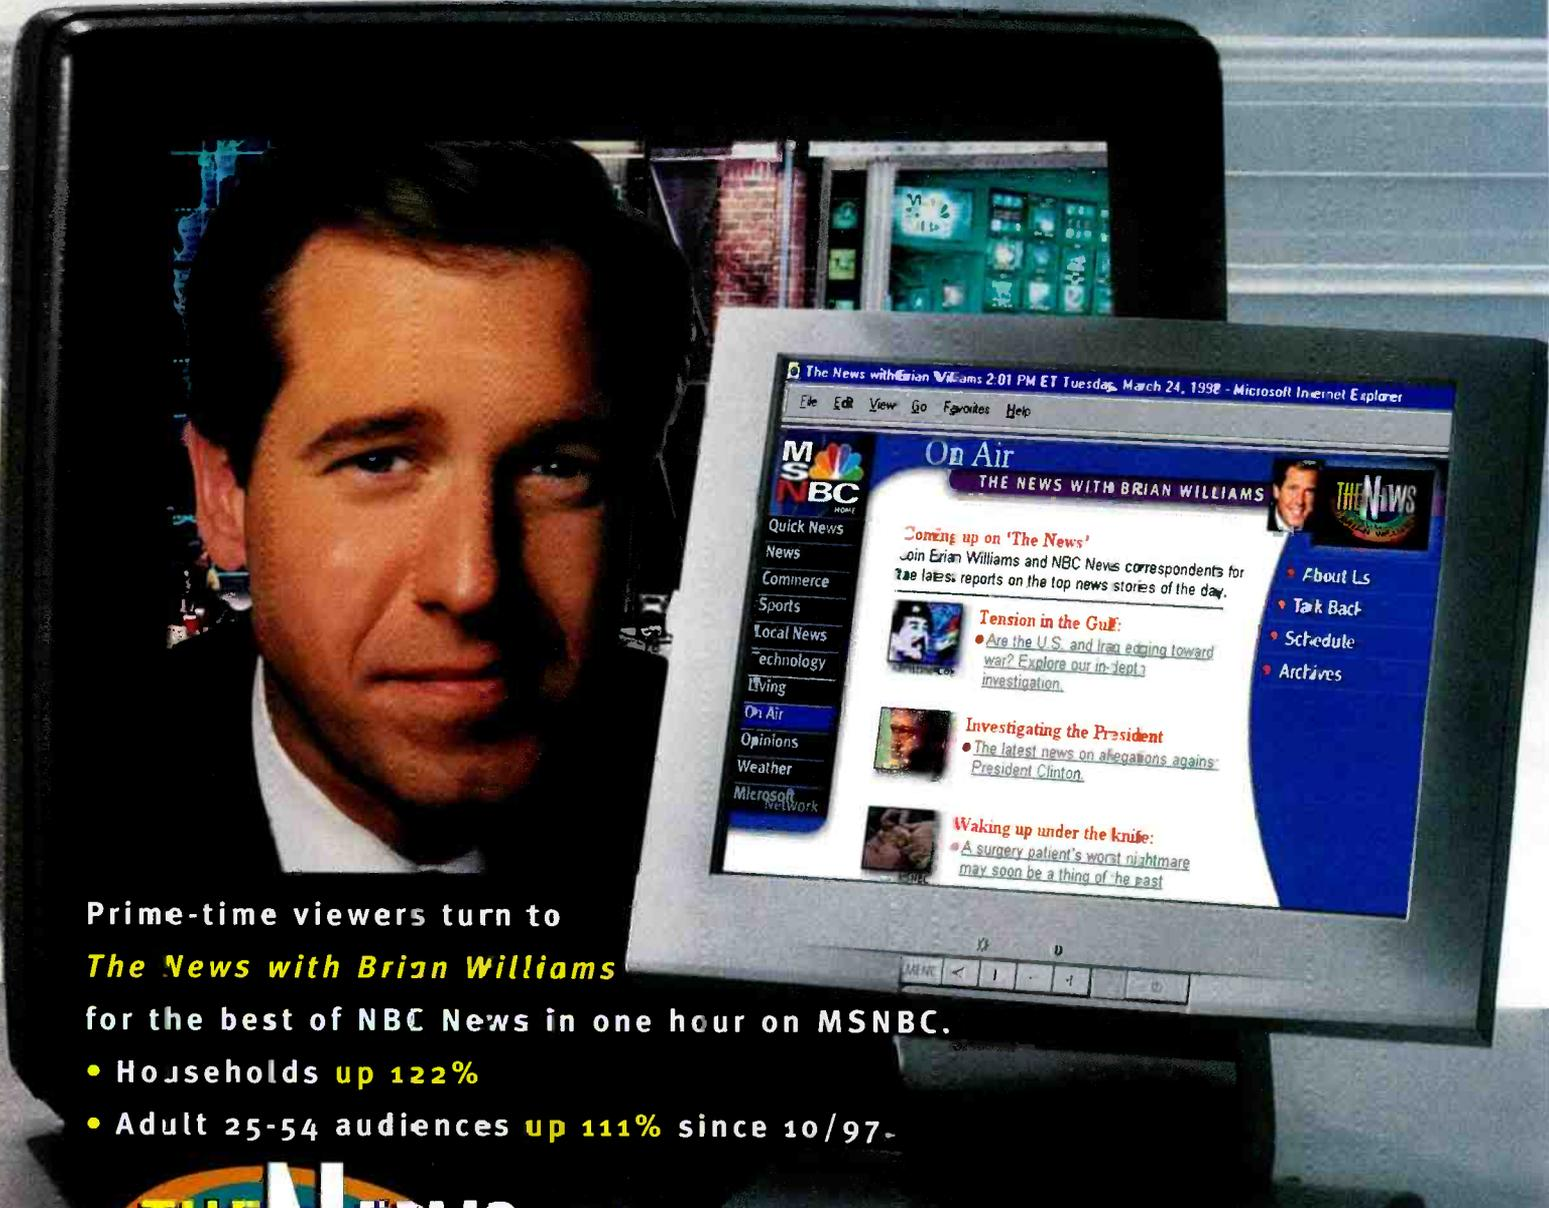 The News with Brian Williams 2:01 PM ET Tuesday, March 24, 1998 - Microsoft Internet Explorer
File Edit View Go Favorites Help
MSNBC
HOME
On Air
THE NEWS WITH BRIAN WILLIAMS
THE NEWS
Quick News
News
Commerce
Sports
Local News
Technology
Living
On Air
Opinions
Weather
Microsoft
Network
Coming up on 'The News'
Join Brian Williams and NBC News correspondents for
the latest reports on the top news stories of the day.
Tension in the Gulf:
Are the U.S. and Iraq edging toward
war? Explore our in-depth
investigation.
Investigating the President
The latest news on allegations against
President Clinton.
Waking up under the knife:
A surgery patient's worst nightmare
may soon be a thing of the past
About Us
Talk Back
Schedule
Archives
MENU
Prime-time viewers turn to
The News with Brian Williams
for the best of NBC News in one hour on MSNBC.
• Households up 122%
• Adult 25-54 audiences up 111% since 10/97.
THE NEWS